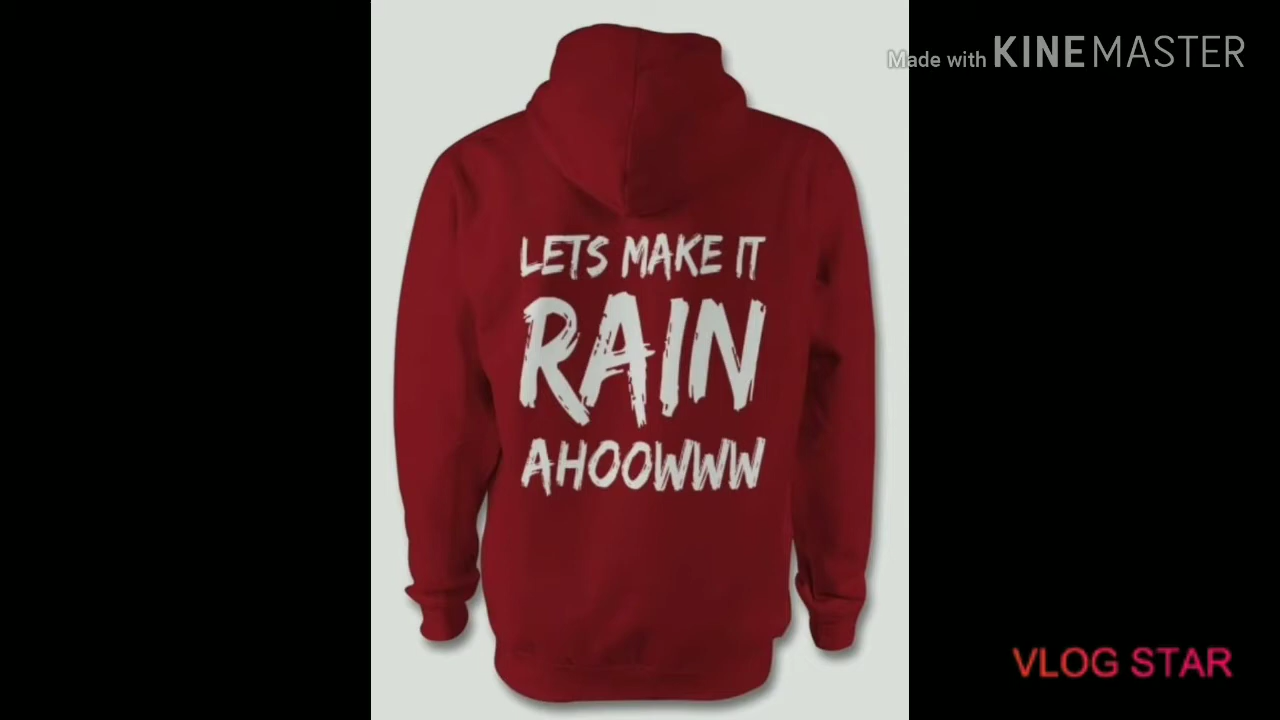 Made with KINEMASTER
LETS MAKE IT
RAIN
AHOOWWW
VLOG STAR